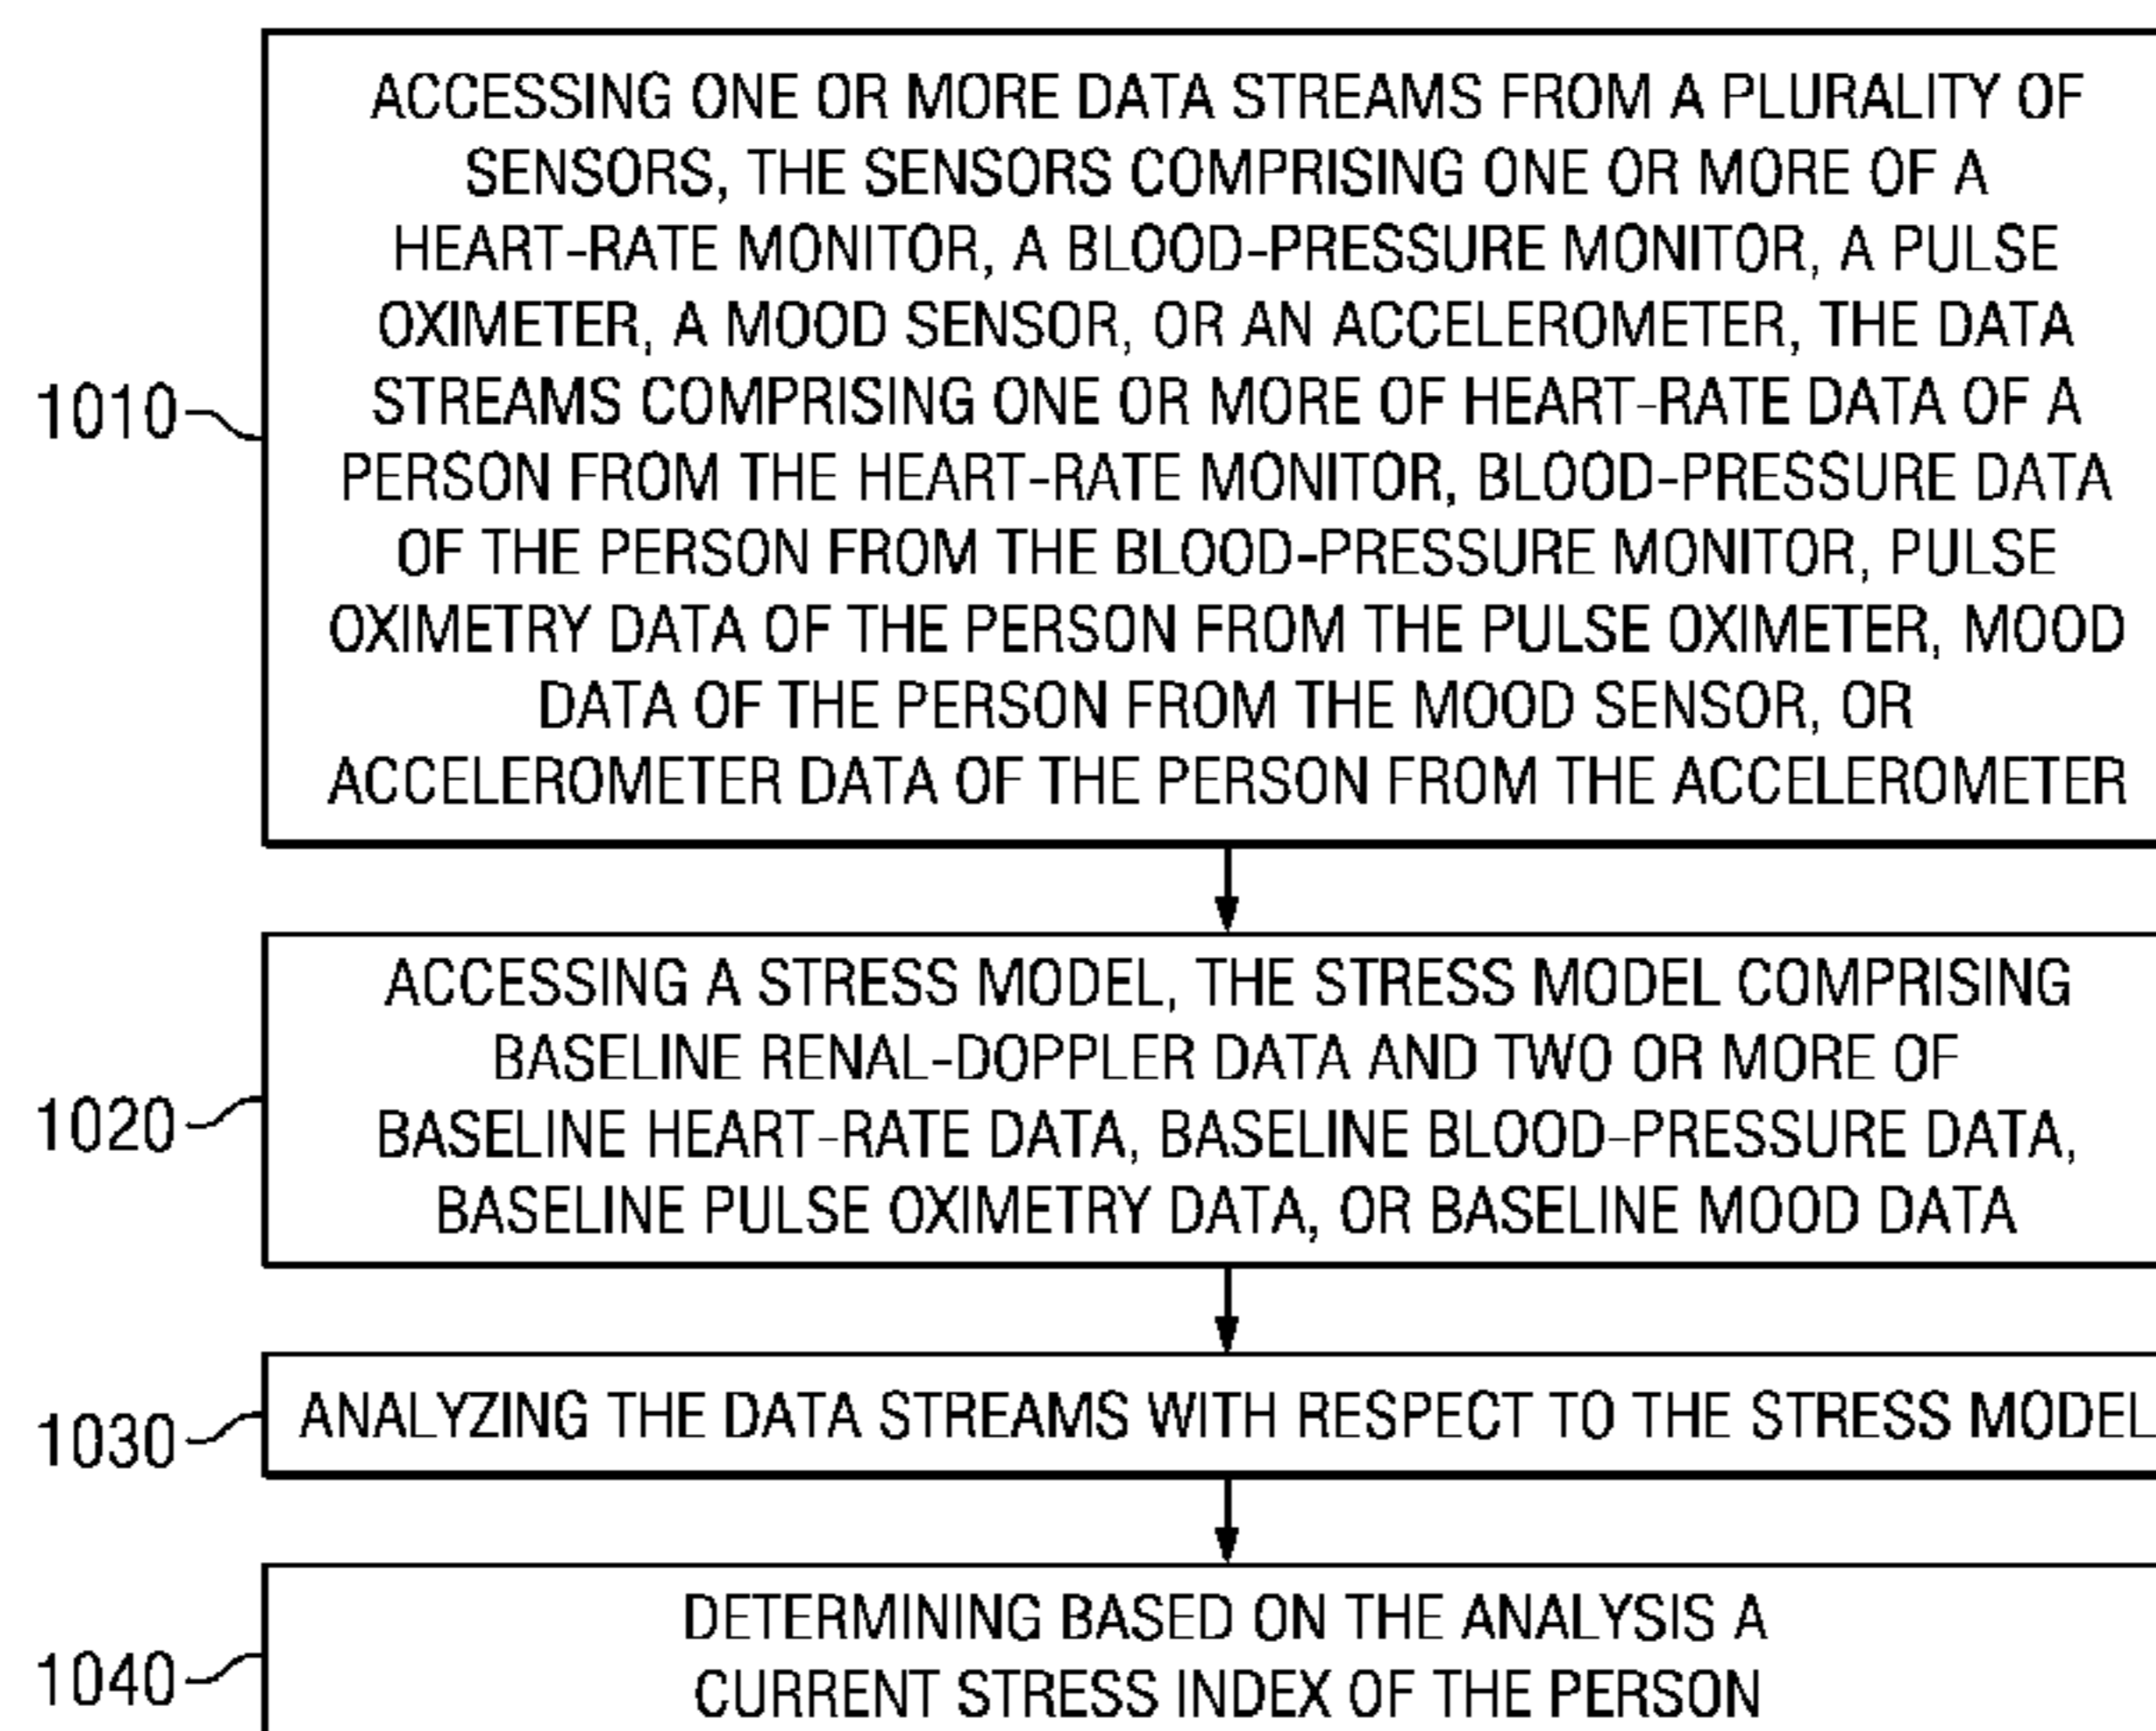 ACCESSING ONE OR MORE DATA STREAMS FROM A PLURALITY OF
SENSORS, THE SENSORS COMPRISING ONE OR MORE OF A
HEART-RATE MONITOR, A BLOOD-PRESSURE MONITOR, A PULSE
OXIMETER, A MOOD SENSOR, OR AN ACCELEROMETER, THE DATA
1010
STREAMS COMPRISING ONE OR MORE OF HEART-RATE DATA OF A
PERSON FROM THE HEART-RATE MONITOR, BLOOD-PRESSURE DATA
OF THE PERSON FROM THE BLOOD-PRESSURE MONITOR, PULSE
OXIMETRY DATA OF THE PERSON FROM THE PULSE OXIMETER, MOOD
DATA OF THE PERSON FROM THE MOOD SENSOR, OR
ACCELEROMETER DATA OF THE PERSON FROM THE ACCELEROMETER
ACCESSING A STRESS MODEL, THE STRESS MODEL COMPRISING
BASELINE RENAL-DOPPLER DATA AND TWO OR MORE OF
1020
BASELINE HEART-RATE DATA, BASELINE BLOOD-PRESSURE DATA,
BASELINE PULSE OXIMETRY DATA, OR BASELINE MOOD DATA
1030
ANALYZING THE DATA STREAMS WITH RESPECT TO THE STRESS MODEL
1040
DETERMINING BASED ON THE ANALYSIS A
CURRENT STRESS INDEX OF THE PERSON